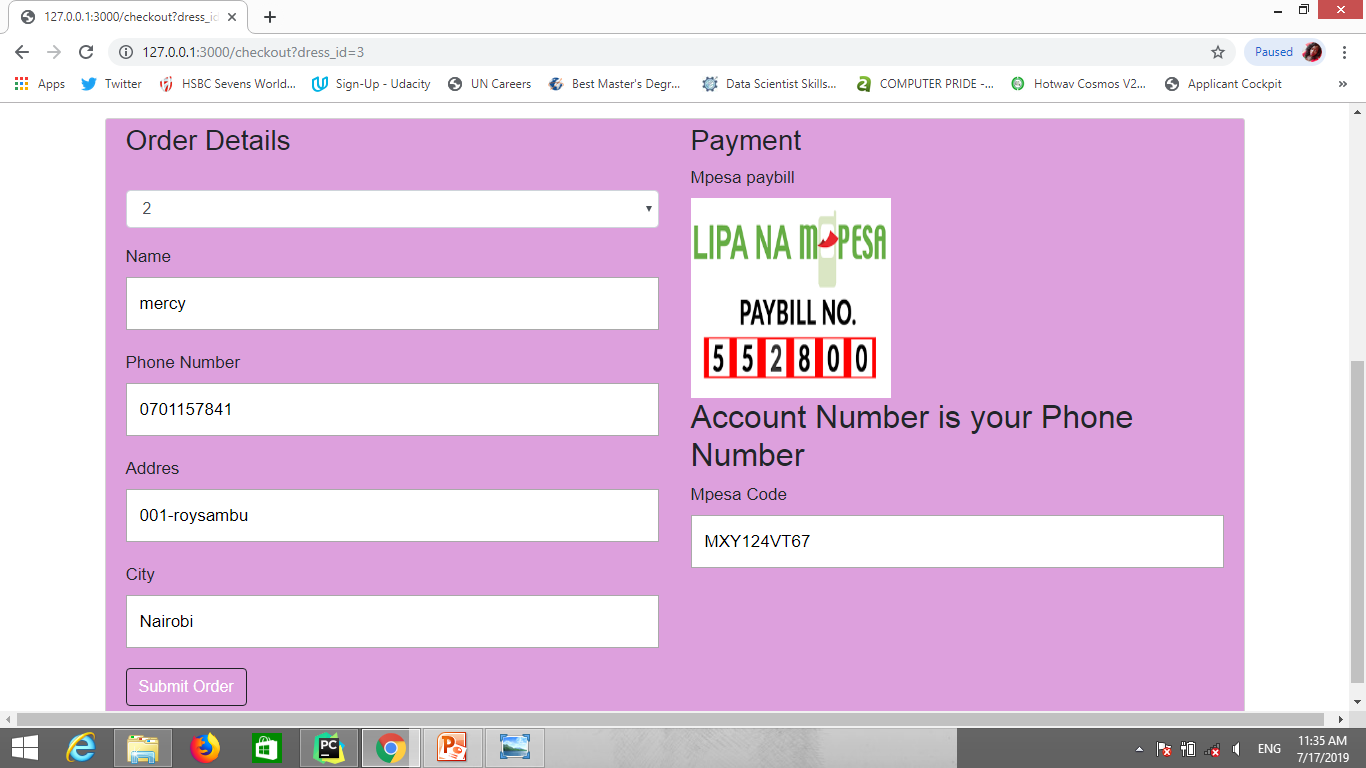 127.0.0.1:3000/checkout?dress_id
127.0.0.1:3000/checkout?dress_id=3
Paused
Apps
Twitter
HSBC Sevens World...
Sign-Up - Udacity
UN Careers
Best Master's Degr...
Data Scientist Skills...
COMPUTER PRIDE -...
Hotwav Cosmos V2...
Applicant Cockpit
»
Order Details
2
Name
mercy
Phone Number
0701157841
Addres
001-roysambu
City
Nairobi
Submit Order
Payment
Mpesa paybill
LIPA NA M-PESA
PAYBILL NO.
552800
Account Number is your Phone
Number
Mpesa Code
MXY124VT67
PC
ENG
11:35 AM
7/17/2019